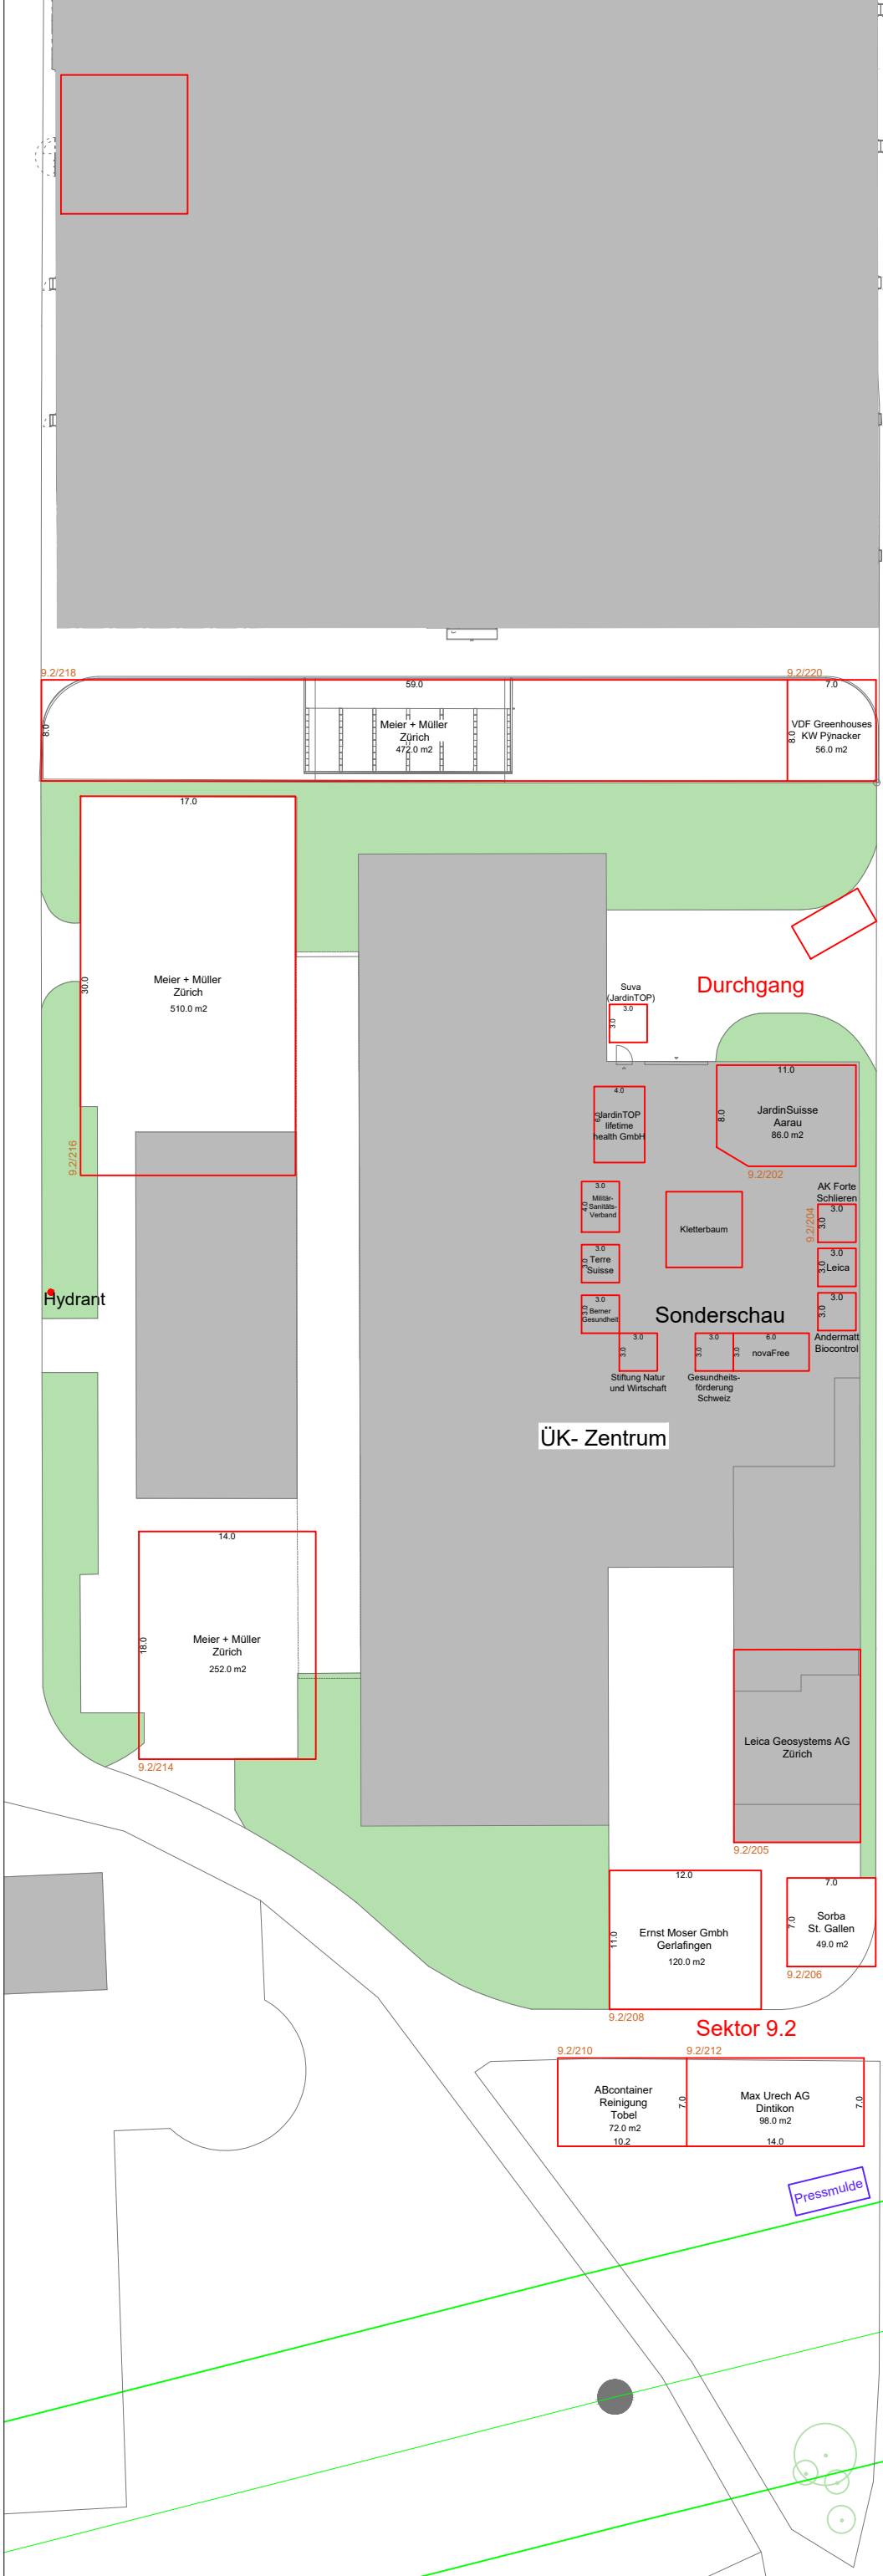 9.2/218
9.2/220
59.0
7.0
8.0
Meier + Müller
Zürich
472.0 m2
8.0
VDF Greenhouses
KW Pÿnacker
56.0 m2
17.0
30.0
Meier + Müller
Zürich
510.0 m2
9.2/216
Durchgang
Suva
(JardinTOP)
3.0
3.0
4.0
6.0
JardinTOP
lifetime
health GmbH
11.0
8.0
JardinSuisse
Aarau
86.0 m2
9.2/202
3.0
4.0
Militär-
Sanitäts-
Verband
Kletterbaum
AK Forte
Schlieren
9.2/204
3.0
3.0
3.0
3.0
Terre
Suisse
3.0
3.0
Leica
3.0
3.0
Berner
Gesundheit
Sonderschau
3.0
3.0
Andermatt
Biocontrol
3.0
3.0
Stiftung Natur
und Wirtschaft
3.0
3.0
Gesundheits-
förderung
Schweiz
6.0
3.0
novaFree
Hydrant
ÜK- Zentrum
14.0
18.0
Meier + Müller
Zürich
252.0 m2
9.2/214
Leica Geosystems AG
Zürich
9.2/205
12.0
11.0
Ernst Moser Gmbh
Gerlafingen
120.0 m2
9.2/208
7.0
7.0
Sorba
St. Gallen
49.0 m2
9.2/206
Sektor 9.2
9.2/210
9.2/212
ABcontainer
Reinigung
Tobel
72.0 m2
10.2
7.0
Max Urech AG
Dintikon
98.0 m2
14.0
7.0
Pressmulde